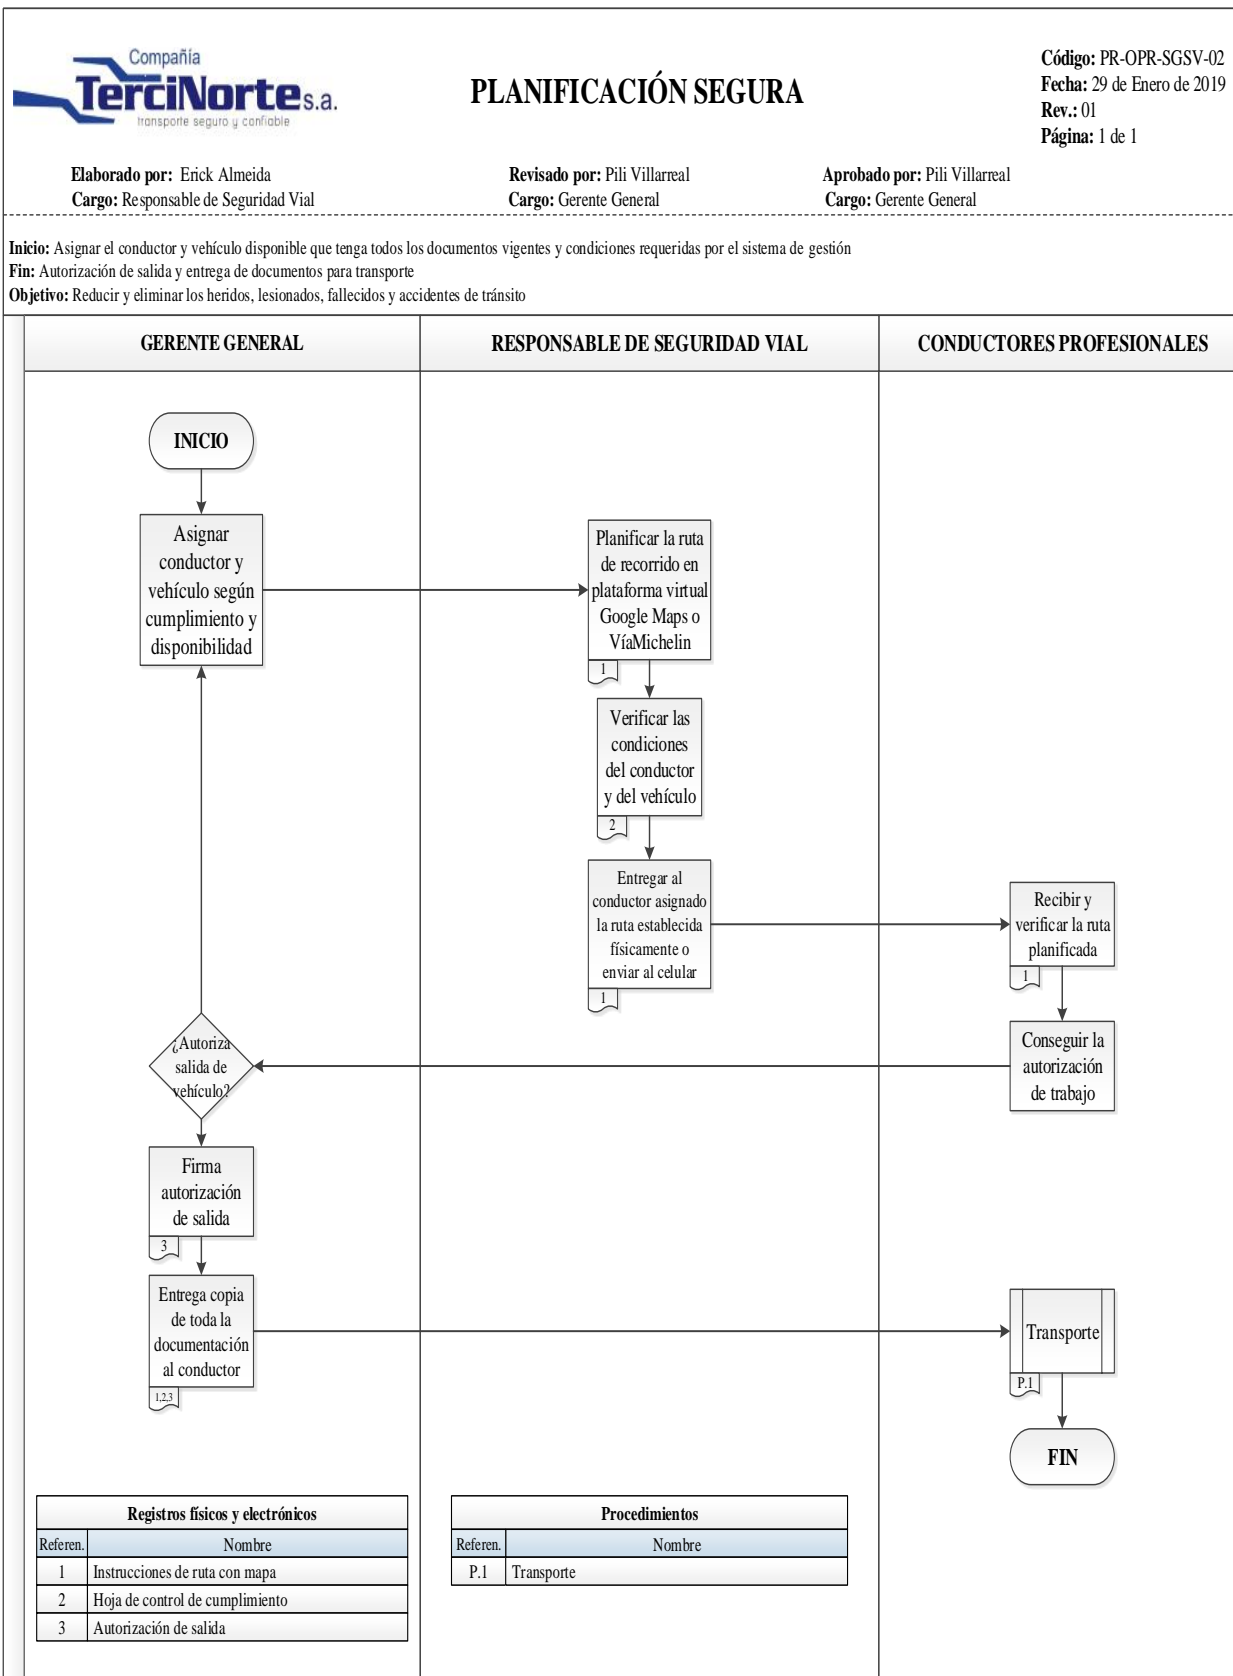 Compañía
TerciNorte s.a.
transporte seguro y confiable
PLANIFICACIÓN SEGURA
Código: PR-OPR-SGSV-02
Fecha: 29 de Enero de 2019
Rev.: 01
Página: 1 de 1
Elaborado por: Erick Almeida
Cargo: Responsable de Seguridad Vial
Revisado por: Pili Villarreal
Cargo: Gerente General
Aprobado por: Pili Villarreal
Cargo: Gerente General
Inicio: Asignar el conductor y vehículo disponible que tenga todos los documentos vigentes y condiciones requeridas por el sistema de gestión
Fin: Autorización de salida y entrega de documentos para transporte
Objetivo: Reducir y eliminar los heridos, lesionados, fallecidos y accidentes de tránsito
GERENTE GENERAL
RESPONSABLE DE SEGURIDAD VIAL
CONDUCTORES PROFESIONALES
INICIO
Asignar
conductor y
vehículo según
cumplimiento y
disponibilidad
Planificar la ruta
de recorrido en
plataforma virtual
Google Maps o
VíaMichelin
1
Verificar las
condiciones
del conductor
y del vehículo
2
Entregar al
conductor asignado
la ruta establecida
físicamente o
enviar al celular
1
Recibir y
verificar la ruta
planificada
1
Conseguir la
autorización
de trabajo
¿Autoriza
salida de
vehículo?
Firma
autorización
de salida
3
Entrega copia
de toda la
documentación
al conductor
1,2,3
Transporte
P.1
FIN
Registros físicos y electrónicos
Referen. Nombre
1 Instrucciones de ruta con mapa
2 Hoja de control de cumplimiento
3 Autorización de salida
Procedimientos
Referen. Nombre
P.1 Transporte